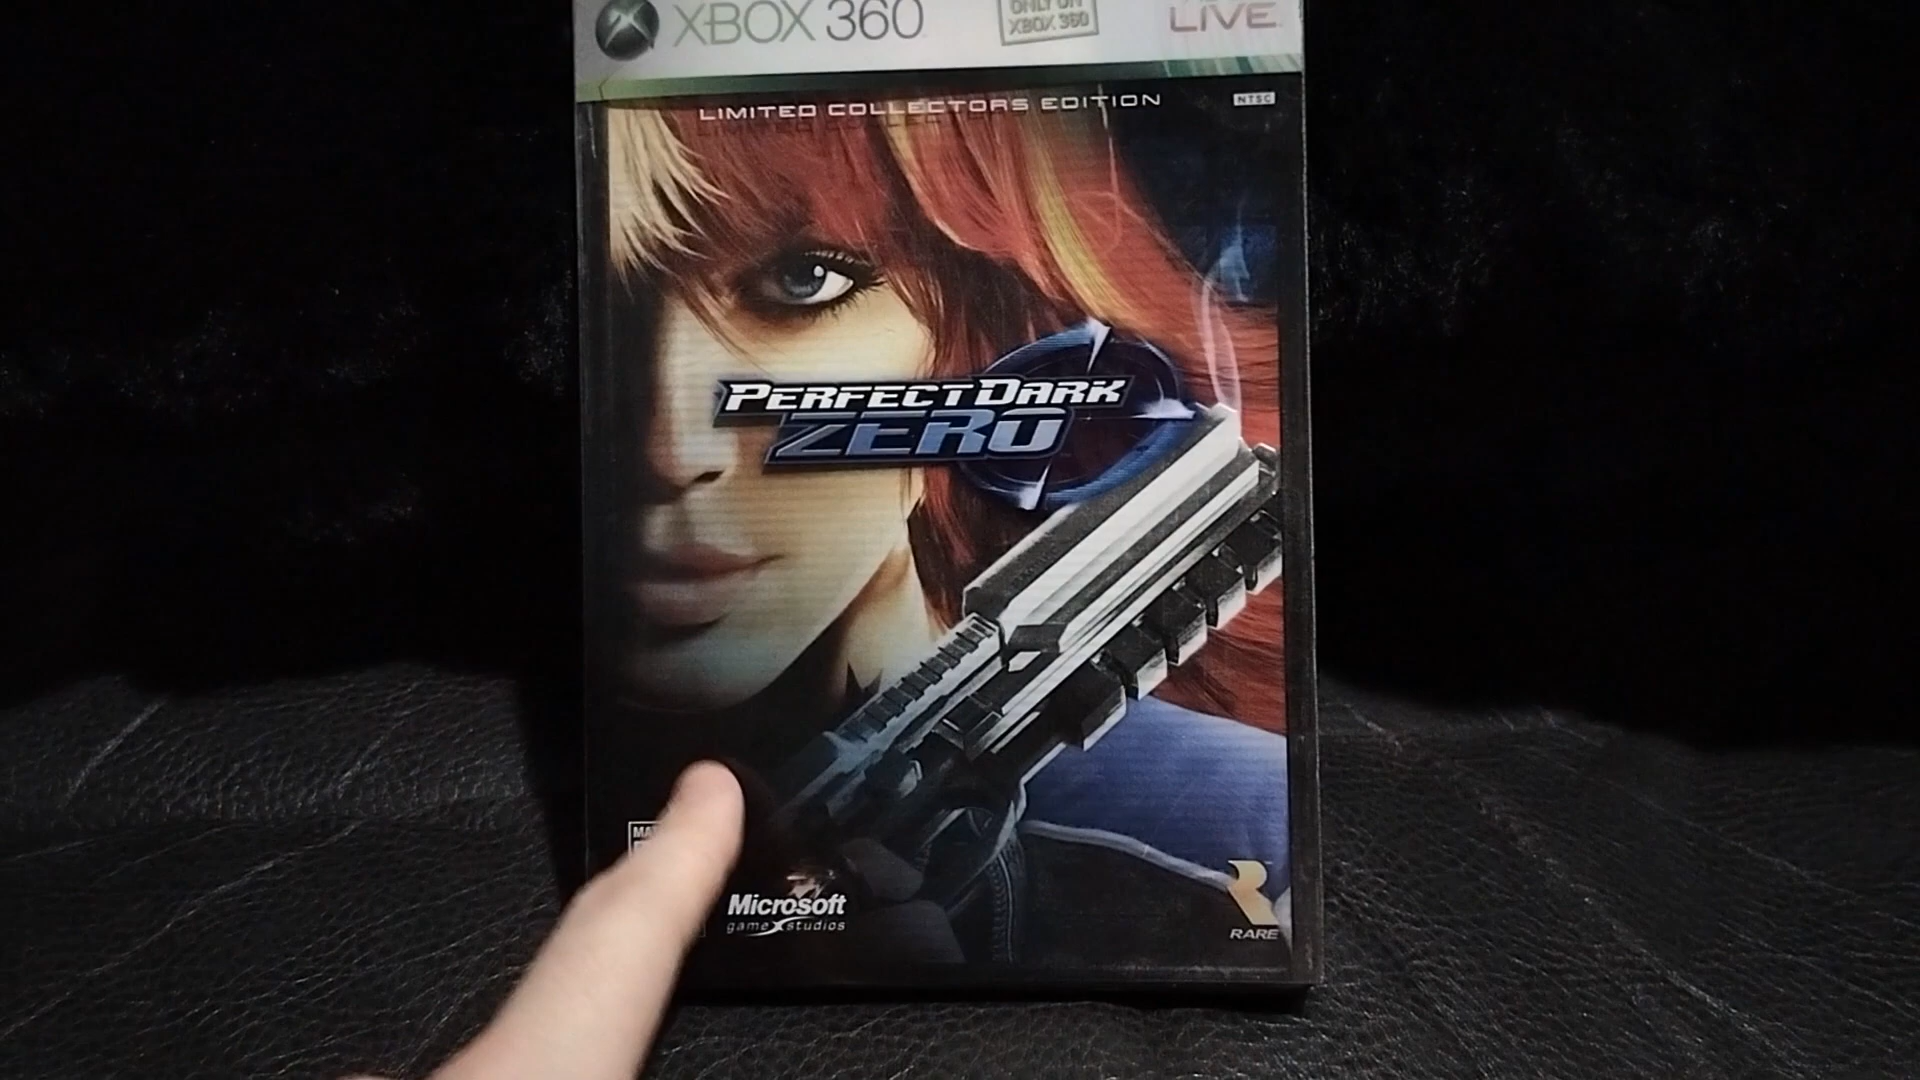 XBOX 360
ONLY ON
XBOX 360
LIVE
LIMITED COLLECTORS EDITION
NTSC
PERFECT DARK
ZERO
Microsoft
game studios
RARE